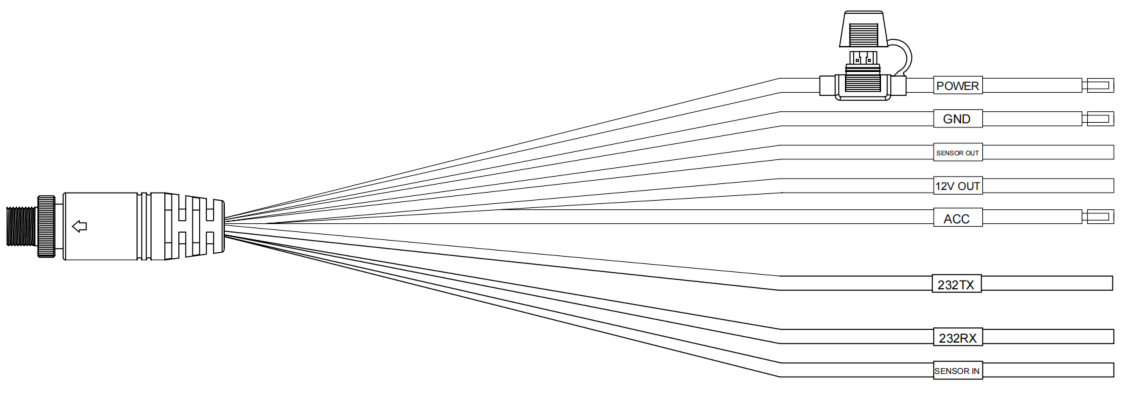 POWER
GND
SENSOR OUT
12V OUT
ACC
232TX
232RX
SENSOR IN